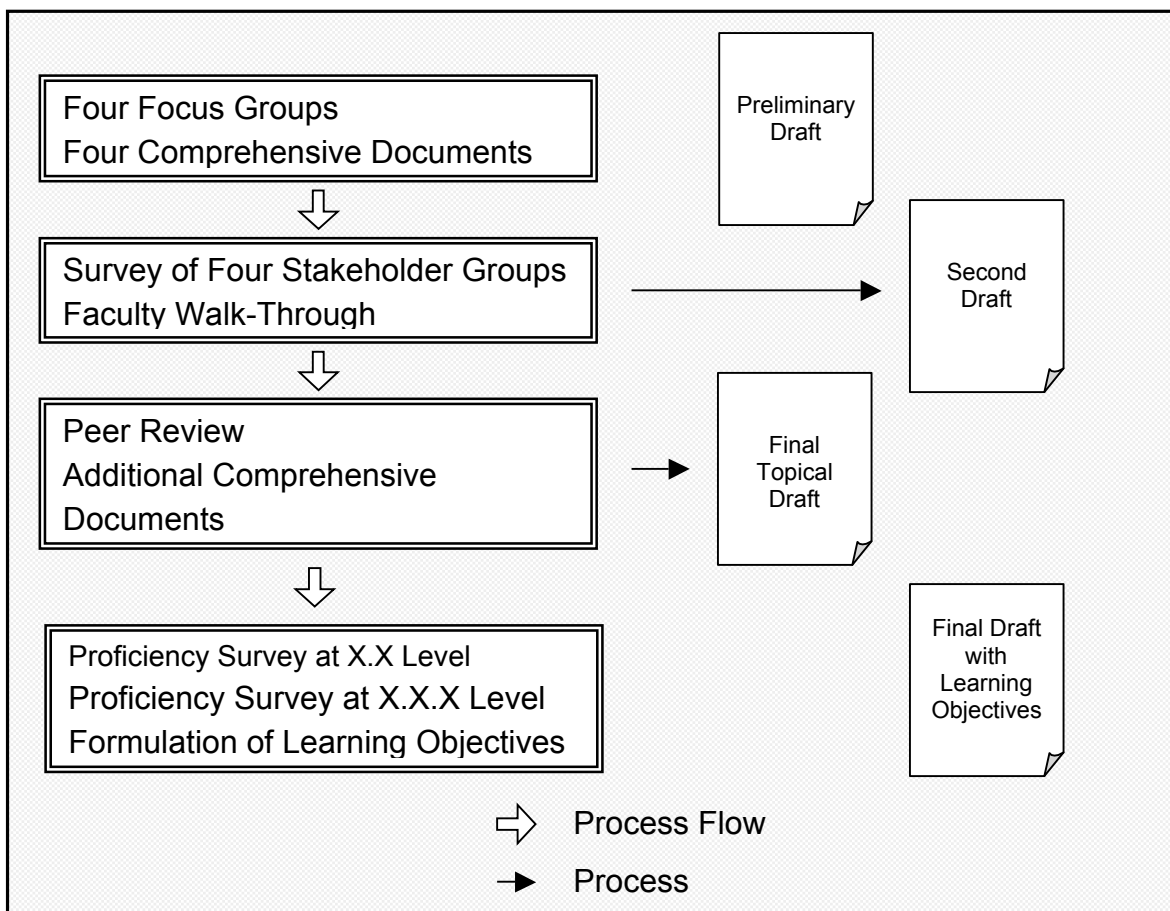 Four Focus Groups
Four Comprehensive Documents
Preliminary
Draft
Survey of Four Stakeholder Groups
Faculty Walk-Through
Second
Draft
Peer Review
Additional Comprehensive
Documents
Final
Topical
Draft
Proficiency Survey at X.X Level
Proficiency Survey at X.X.X Level
Formulation of Learning Objectives
Final Draft
with
Learning
Objectives
Process Flow
Process